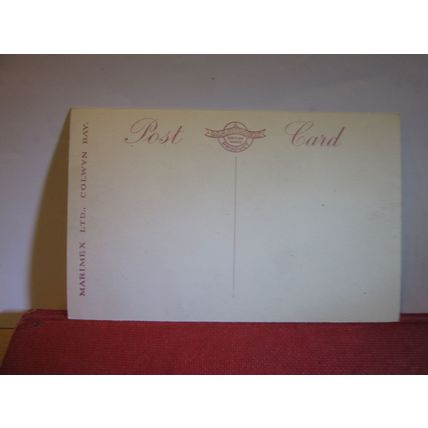 Post Card
MARIMEX LTD., COLWYN BAY.